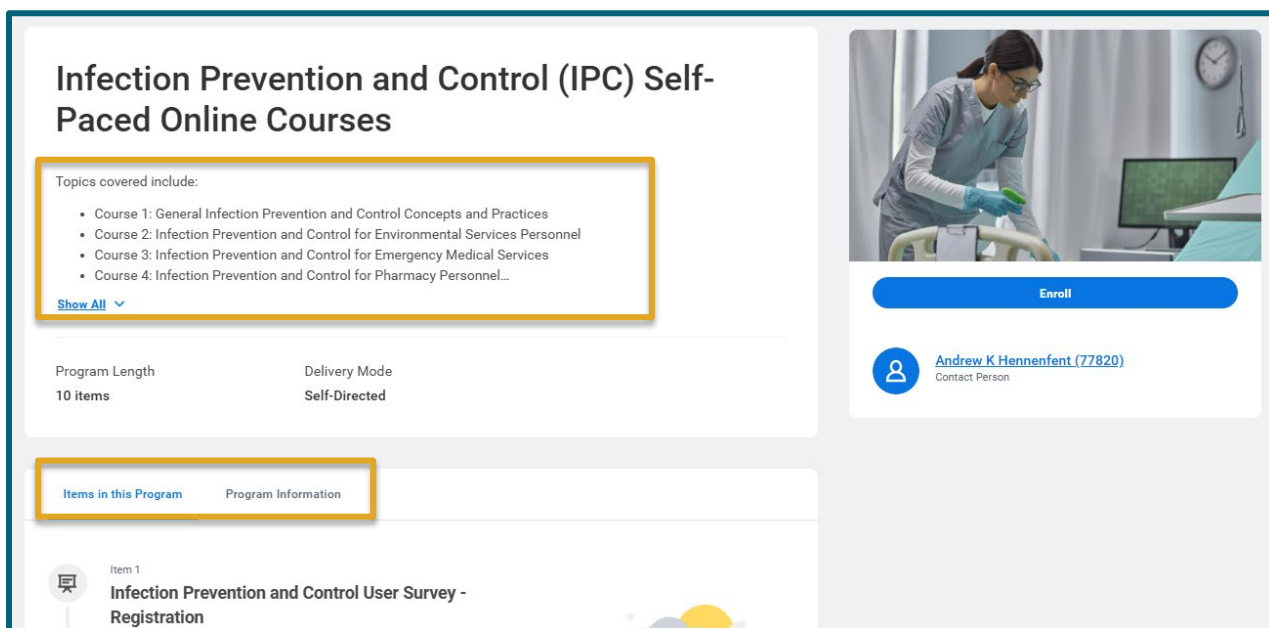 Infection Prevention and Control (IPC) Self-
Paced Online Courses
Topics covered include:
• Course 1: General Infection Prevention and Control Concepts and Practices
• Course 2: Infection Prevention and Control for Environmental Services Personnel
• Course 3: Infection Prevention and Control for Emergency Medical Services
• Course 4: Infection Prevention and Control for Pharmacy Personnel...
Show All
Program Length
Delivery Mode
10 items
Self-Directed
Items in this Program
Program Information
Item 1
Infection Prevention and Control User Survey -
Registration
Enroll
Andrew K Hennenfent (77820)
Contact Person